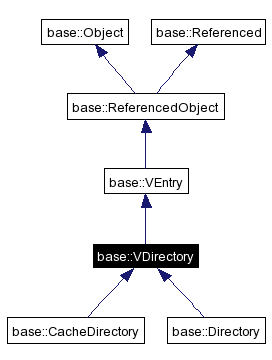 base::Object
base::Referenced
base::ReferencedObject
base::VEntry
base::VDirectory
base::CacheDirectory
base::Directory